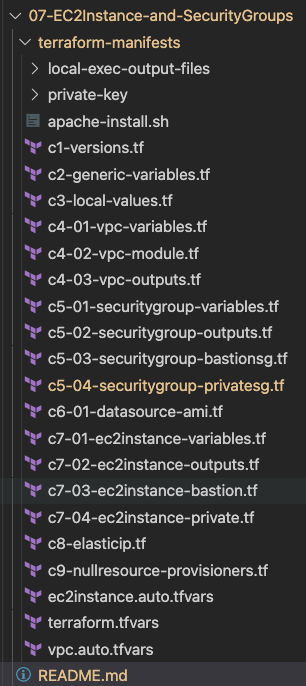 07-EC2Instance-and-SecurityGroups
terraform-manifests
local-exec-output-files
private-key
apache-install.sh
c1-versions.tf
c2-generic-variables.tf
c3-local-values.tf
c4-01-vpc-variables.tf
c4-02-vpc-module.tf
c4-03-vpc-outputs.tf
c5-01-securitygroup-variables.tf
c5-02-securitygroup-outputs.tf
c5-03-securitygroup-bastionsg.tf
c5-04-securitygroup-privatesg.tf
c6-01-datasource-ami.tf
c7-01-ec2instance-variables.tf
c7-02-ec2instance-outputs.tf
c7-03-ec2instance-bastion.tf
c7-04-ec2instance-private.tf
c8-elasticip.tf
c9-nullresource-provisioners.tf
ec2instance.auto.tfvars
terraform.tfvars
vpc.auto.tfvars
README.md